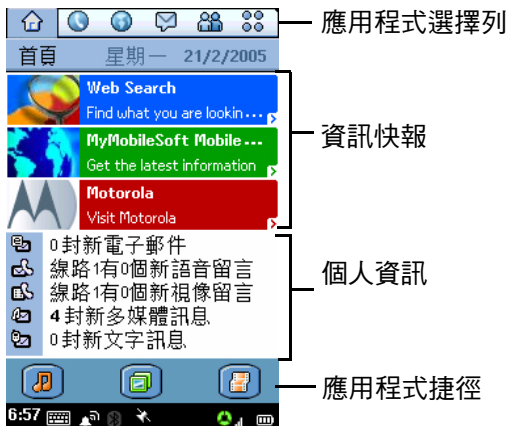 應用程式選擇列
首頁 星期一 21/2/2005
Web Search
Find what you are lookin...
MyMobileSoft Mobile ...
Get the latest information
資訊快報
Motorola
Visit Motorola
0封新電子郵件
線路1有0個新語音留言
線路1有0個新視像留言
4封新多媒體訊息
0封新文字訊息
個人資訊
應用程式捷徑
6:57